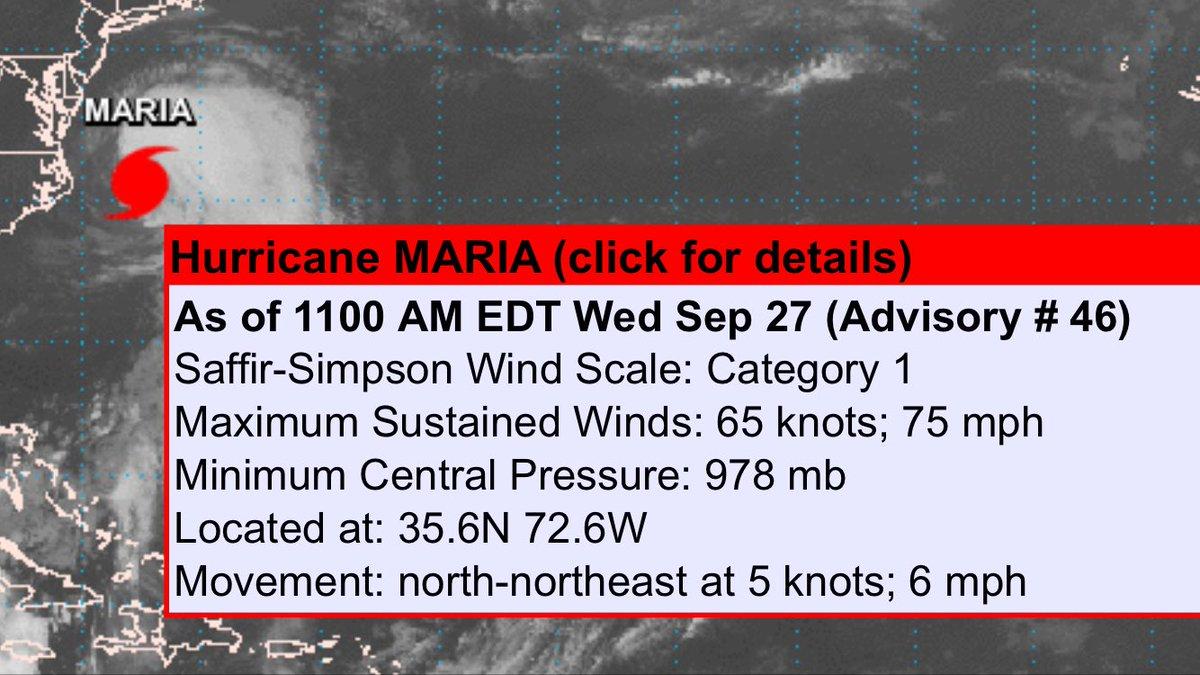 MARIA
Hurricane MARIA (click for details)
As of 1100 AM EDT Wed Sep 27 (Advisory # 46)
Saffir-Simpson Wind Scale: Category 1
Maximum Sustained Winds: 65 knots; 75 mph
Minimum Central Pressure: 978 mb
Located at: 35.6N 72.6W
Movement: north-northeast at 5 knots; 6 mph